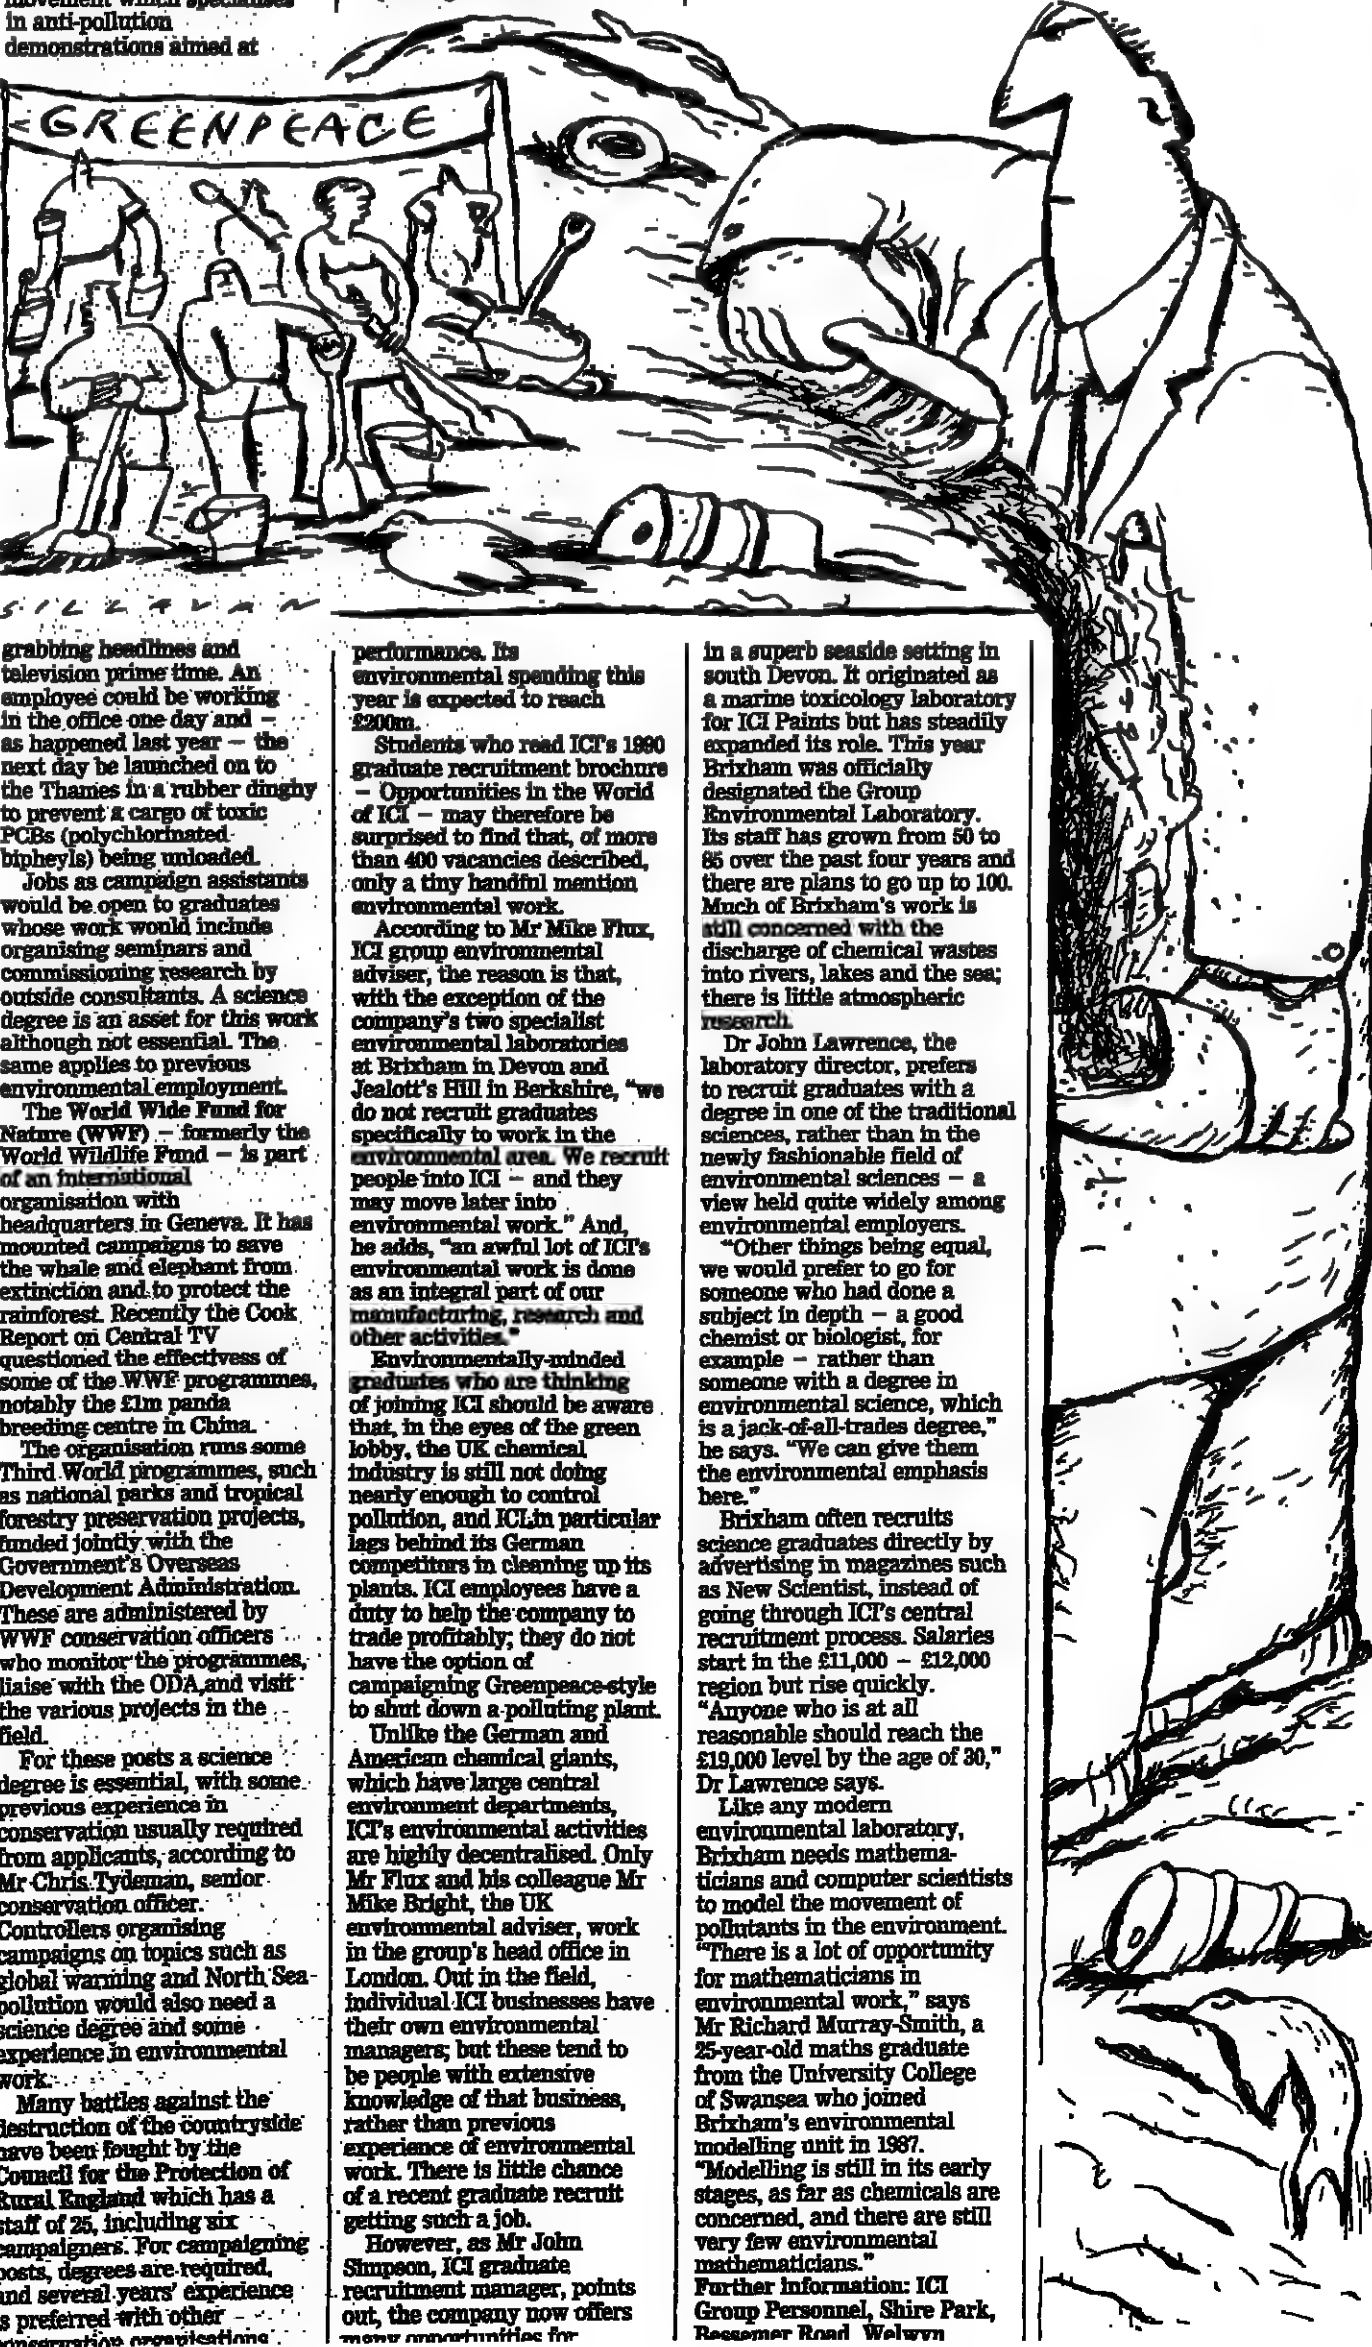 movement which specialises
in anti-pollution
demonstrations aimed at
GREENPEACE
SILLAVAN
grabbing headlines and
television prime time. An
employee could be working
in the office one day and —
as happened last year — the
next day be launched on to
the Thames in a rubber dinghy
to prevent a cargo of toxic
PCBs (polychlorinated
bipheyls) being unloaded.
Jobs as campaign assistants
would be open to graduates
whose work would include
organising seminars and
commissioning research by
outside consultants. A science
degree is an asset for this work
although not essential. The
same applies to previous
environmental employment.
The World Wide Fund for
Nature (WWF) — formerly the
World Wildlife Fund — is part
of an international
organisation with
headquarters in Geneva. It has
mounted campaigns to save
the whale and elephant from
extinction and to protect the
rainforest. Recently the Cook
Report on Central TV
questioned the effectivess of
some of the WWF programmes,
notably the £1m panda
breeding centre in China.
The organisation runs some
Third World programmes, such
as national parks and tropical
forestry preservation projects,
funded jointly with the
Government's Overseas
Development Administration.
These are administered by
WWF conservation officers
who monitor the programmes,
liaise with the ODA and visit
the various projects in the
field.
For these posts a science
degree is essential, with some
previous experience in
conservation usually required
from applicants, according to
Mr Chris Tydeman, senior
conservation officer.
Controllers organising
campaigns on topics such as
global warming and North Sea
pollution would also need a
science degree and some
experience in environmental
work.
Many battles against the
destruction of the countryside
have been fought by the
Council for the Protection of
Rural England which has a
staff of 25, including six
campaigners. For campaigning
posts, degrees are required,
and several years' experience
is preferred with other
conservation organisations.
performance. Its
environmental spending this
year is expected to reach
£200m.
Students who read ICI's 1990
graduate recruitment brochure
— Opportunities in the World
of ICI — may therefore be
surprised to find that, of more
than 400 vacancies described,
only a tiny handful mention
environmental work.
According to Mr Mike Flux,
ICI group environmental
adviser, the reason is that,
with the exception of the
company's two specialist
environmental laboratories
at Brixham in Devon and
Jealott's Hill in Berkshire, "we
do not recruit graduates
specifically to work in the
environmental area. We recruit
people into ICI — and they
may move later into
environmental work." And,
he adds, "an awful lot of ICI's
environmental work is done
as an integral part of our
manufacturing, research and
other activities."
Environmentally-minded
graduates who are thinking
of joining ICI should be aware
that, in the eyes of the green
lobby, the UK chemical
industry is still not doing
nearly enough to control
pollution, and ICI in particular
lags behind its German
competitors in cleaning up its
plants. ICI employees have a
duty to help the company to
trade profitably; they do not
have the option of
campaigning Greenpeace-style
to shut down a polluting plant.
Unlike the German and
American chemical giants,
which have large central
environment departments,
ICI's environmental activities
are highly decentralised. Only
Mr Flux and his colleague Mr
Mike Bright, the UK
environmental adviser, work
in the group's head office in
London. Out in the field,
individual ICI businesses have
their own environmental
managers; but these tend to
be people with extensive
knowledge of that business,
rather than previous
experience of environmental
work. There is little chance
of a recent graduate recruit
getting such a job.
However, as Mr John
Simpson, ICI graduate
recruitment manager, points
out, the company now offers
many opportunities for
in a superb seaside setting in
south Devon. It originated as
a marine toxicology laboratory
for ICI Paints but has steadily
expanded its role. This year
Brixham was officially
designated the Group
Environmental Laboratory.
Its staff has grown from 50 to
85 over the past four years and
there are plans to go up to 100.
Much of Brixham's work is
still concerned with the
discharge of chemical wastes
into rivers, lakes and the sea;
there is little atmospheric
research.
Dr John Lawrence, the
laboratory director, prefers
to recruit graduates with a
degree in one of the traditional
sciences, rather than in the
newly fashionable field of
environmental sciences — a
view held quite widely among
environmental employers.
"Other things being equal,
we would prefer to go for
someone who had done a
subject in depth — a good
chemist or biologist, for
example — rather than
someone with a degree in
environmental science, which
is a jack-of-all-trades degree,"
he says. "We can give them
the environmental emphasis
here."
Brixham often recruits
science graduates directly by
advertising in magazines such
as New Scientist, instead of
going through ICI's central
recruitment process. Salaries
start in the £11,000 — £12,000
region but rise quickly.
"Anyone who is at all
reasonable should reach the
£19,000 level by the age of 30,"
Dr Lawrence says.
Like any modern
environmental laboratory,
Brixham needs mathema-
ticians and computer scientists
to model the movement of
pollutants in the environment.
"There is a lot of opportunity
for mathematicians in
environmental work," says
Mr Richard Murray-Smith, a
25-year-old maths graduate
from the University College
of Swansea who joined
Brixham's environmental
modelling unit in 1987.
"Modelling is still in its early
stages, as far as chemicals are
concerned, and there are still
very few environmental
mathematicians."
Further information: ICI
Group Personnel, Shire Park,
Bessemer Road, Welwyn